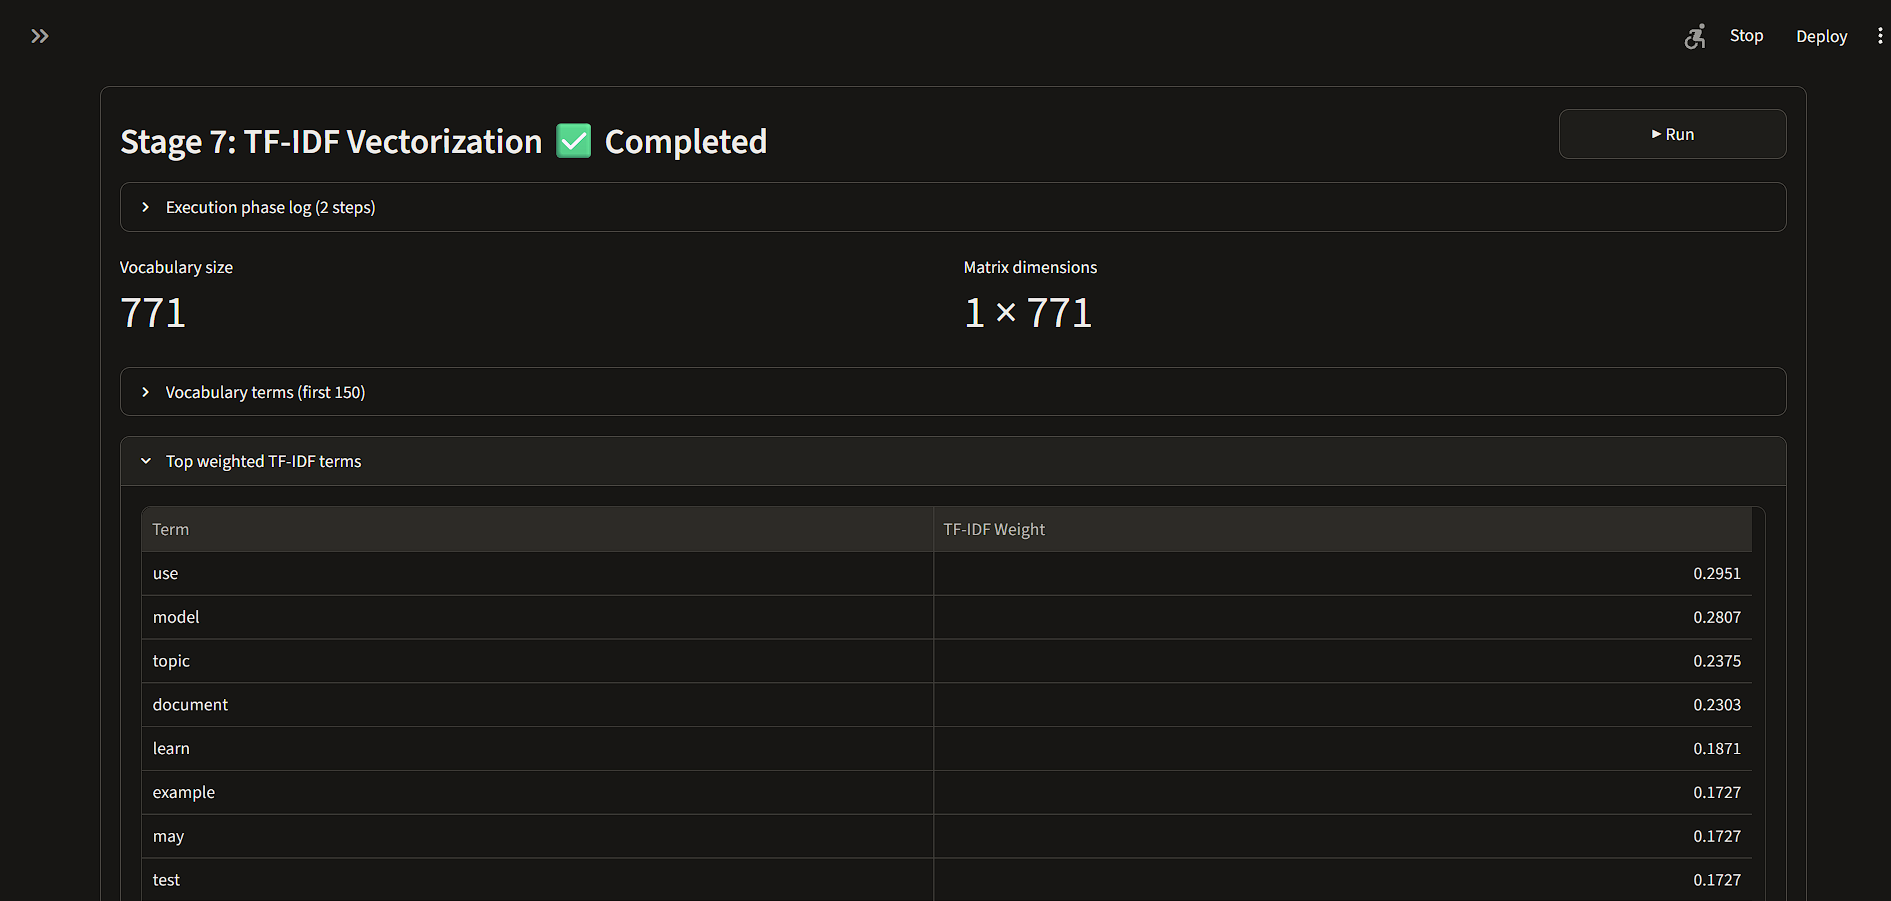 Stop Deploy
Stage 7: TF-IDF Vectorization ✅ Completed
Run
Execution phase log (2 steps)
Vocabulary size
771
Matrix dimensions
1 × 771
Vocabulary terms (first 150)
Top weighted TF-IDF terms
Term TF-IDF Weight
use 0.2951
model 0.2807
topic 0.2375
document 0.2303
learn 0.1871
example 0.1727
may 0.1727
test 0.1727